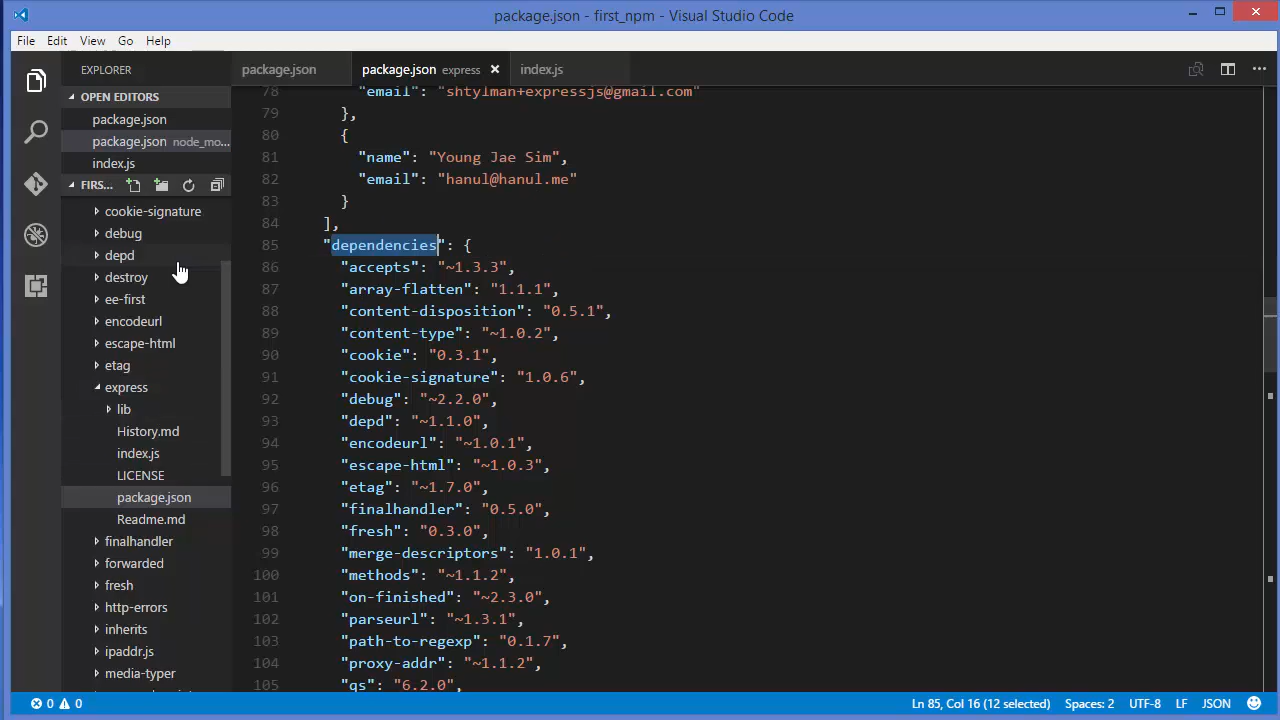 package.json - first_npm - Visual Studio Code
File Edit View Go Help
EXPLORER
package.json
package.json express
index.js
OPEN EDITORS
package.json
package.json node_mo...
index.js
FIRS...
cookie-signature
debug
depd
destroy
ee-first
encodeurl
escape-html
etag
express
lib
History.md
index.js
LICENSE
package.json
Readme.md
finalhandler
forwarded
fresh
http-errors
inherits
ipaddr.js
media-typer
78 "email": "shtylman+expressjs@gmail.com"
79 },
80 {
81 "name": "Young Jae Sim",
82 "email": "hanul@hanul.me"
83 }
84 ],
85 "dependencies": {
86 "accepts": "~1.3.3",
87 "array-flatten": "1.1.1",
88 "content-disposition": "0.5.1",
89 "content-type": "~1.0.2",
90 "cookie": "0.3.1",
91 "cookie-signature": "1.0.6",
92 "debug": "~2.2.0",
93 "depd": "~1.1.0",
94 "encodeurl": "~1.0.1",
95 "escape-html": "~1.0.3",
96 "etag": "~1.7.0",
97 "finalhandler": "0.5.0",
98 "fresh": "0.3.0",
99 "merge-descriptors": "1.0.1",
100 "methods": "~1.1.2",
101 "on-finished": "~2.3.0",
102 "parseurl": "~1.3.1",
103 "path-to-regexp": "0.1.7",
104 "proxy-addr": "~1.1.2",
105 "qs": "6.2.0",
0 0 Ln 85, Col 16 (12 selected) Spaces: 2 UTF-8 LF JSON